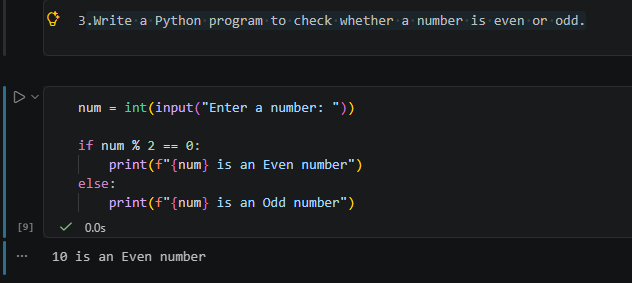 3.Write a Python program to check whether a number is even or odd.
num = int(input("Enter a number: "))
if num % 2 == 0:
    print(f"{num} is an Even number")
else:
    print(f"{num} is an Odd number")
[9]
0.0s
...
10 is an Even number